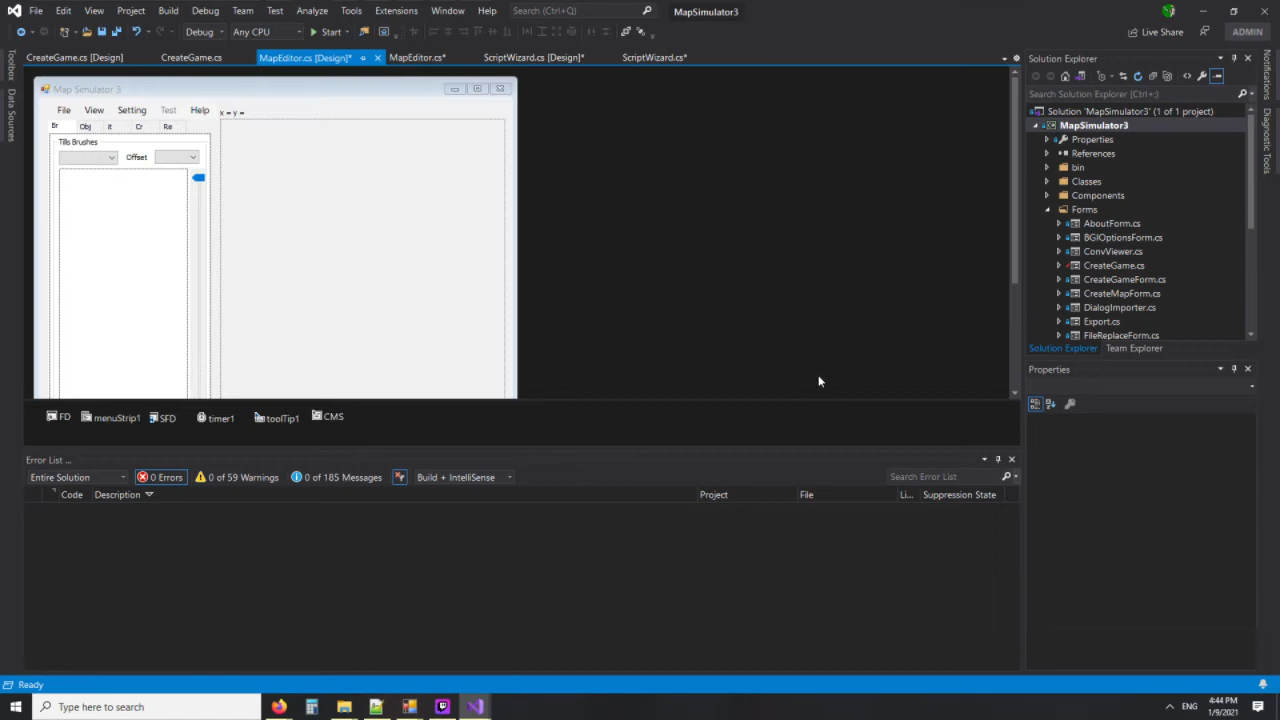 File Edit View Project Build Debug Team Test Analyze Tools Extensions Window Help Search (Ctrl+Q) MapSimulator3
Debug Any CPU Start Live Share ADMIN
CreateGame.cs [Design] CreateGame.cs MapEditor.cs [Design]* MapEditor.cs* ScriptWizard.cs [Design]* ScriptWizard.cs*
Toolbox
Data Sources
Map Simulator 3
File View Setting Test Help
x = y =
Br Obj It Cr Re
Tills Brushes
Offset
FD menuStrip1 SFD timer1 toolTip1 CMS
Error List ...
Entire Solution 0 Errors 0 of 59 Warnings 0 of 185 Messages Build + IntelliSense Search Error List
Code Description Project File Li... Suppression State
Solution Explorer
Search Solution Explorer (Ctrl+;)
Solution 'MapSimulator3' (1 of 1 project)
MapSimulator3
Properties
References
bin
Classes
Components
Forms
AboutForm.cs
BGIOptionsForm.cs
ConvViewer.cs
CreateGame.cs
CreateGameForm.cs
CreateMapForm.cs
DialogImporter.cs
Export.cs
FileReplaceForm.cs
Solution Explorer Team Explorer
Properties
Notifications
Diagnostic Tools
Ready
Type here to search
ENG
4:44 PM
1/9/2021